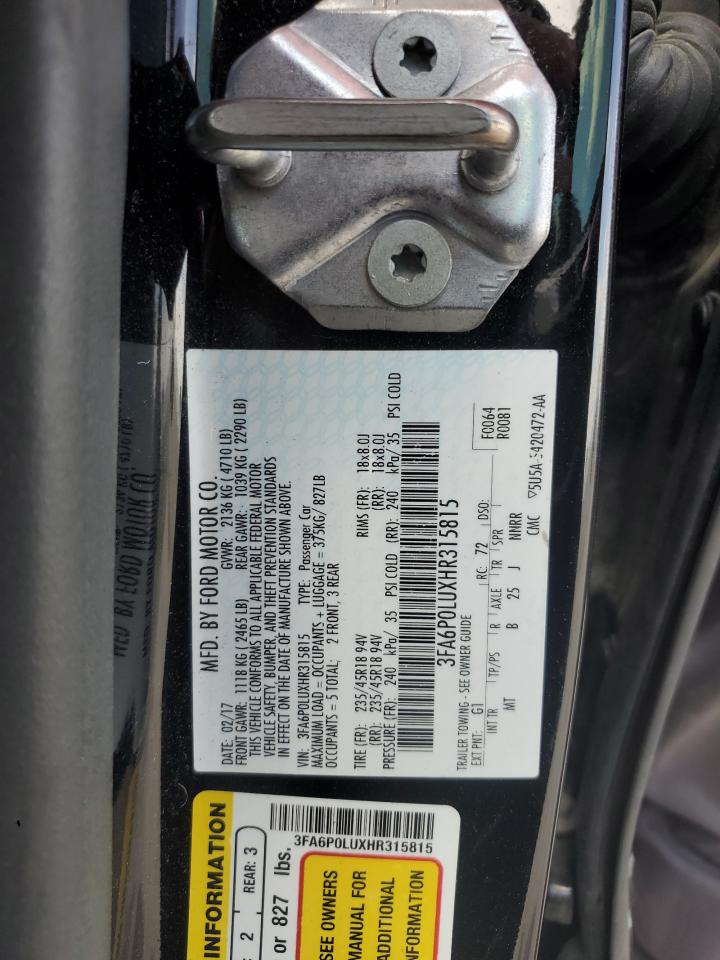 MFD. BY FORD MOTOR CO.
DATE: 02/17 GVWR: 2136 KG ( 4710 LB)
FRONT GAWR: 1118 KG ( 2465 LB) REAR GAWR: 1039 KG ( 2290 LB)
THIS VEHICLE CONFORMS TO ALL APPLICABLE FEDERAL MOTOR
VEHICLE SAFETY, BUMPER, AND THEFT PREVENTION STANDARDS
IN EFFECT ON THE DATE OF MANUFACTURE SHOWN ABOVE.
VIN: 3FA6P0LUXHR315815 TYPE: Passenger Car
MAXIMUM LOAD = OCCUPANTS + LUGGAGE = 375KG/ 827LB
OCCUPANTS = 5 TOTAL: 2 FRONT, 3 REAR
TIRE (FR): 235/45R18 94V RIMS (FR): 18x8.0J
(RR): 235/45R18 94V (RR): 18x8.0J
PRESSURE (FR): 240 kPa/ 35 PSI COLD (RR): 240 kPa/ 35 PSI COLD
3FA6P0LUXHR315815
TRAILER TOWING - SEE OWNER GUIDE
EXT PNT: G1 RC: 72 DSO: F0064
R0081
INT TR TP/PS R AXLE TR SPR
MT B 25 J NNRR
CMC 5U5A-5420472-AA
INFORMATION
2 REAR: 3
or 827 lbs.
3FA6P0LUXHR315815
SEE OWNERS
MANUAL FOR
ADDITIONAL
INFORMATION